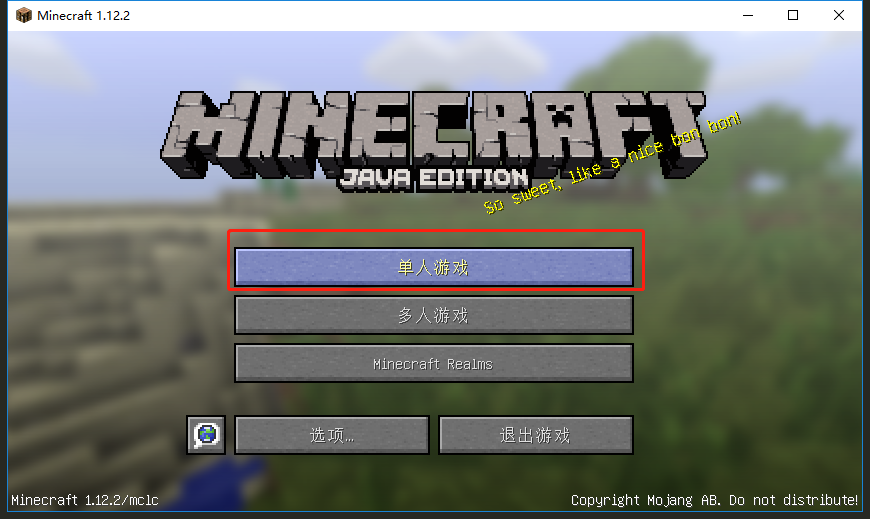 Minecraft 1.12.2
MINECRAFT
JAVA EDITION
So sweet, like a nice bon bon!
单人游戏
多人游戏
Minecraft Realms
选项...
退出游戏
Minecraft 1.12.2/mclc
Copyright Mojang AB. Do not distribute!